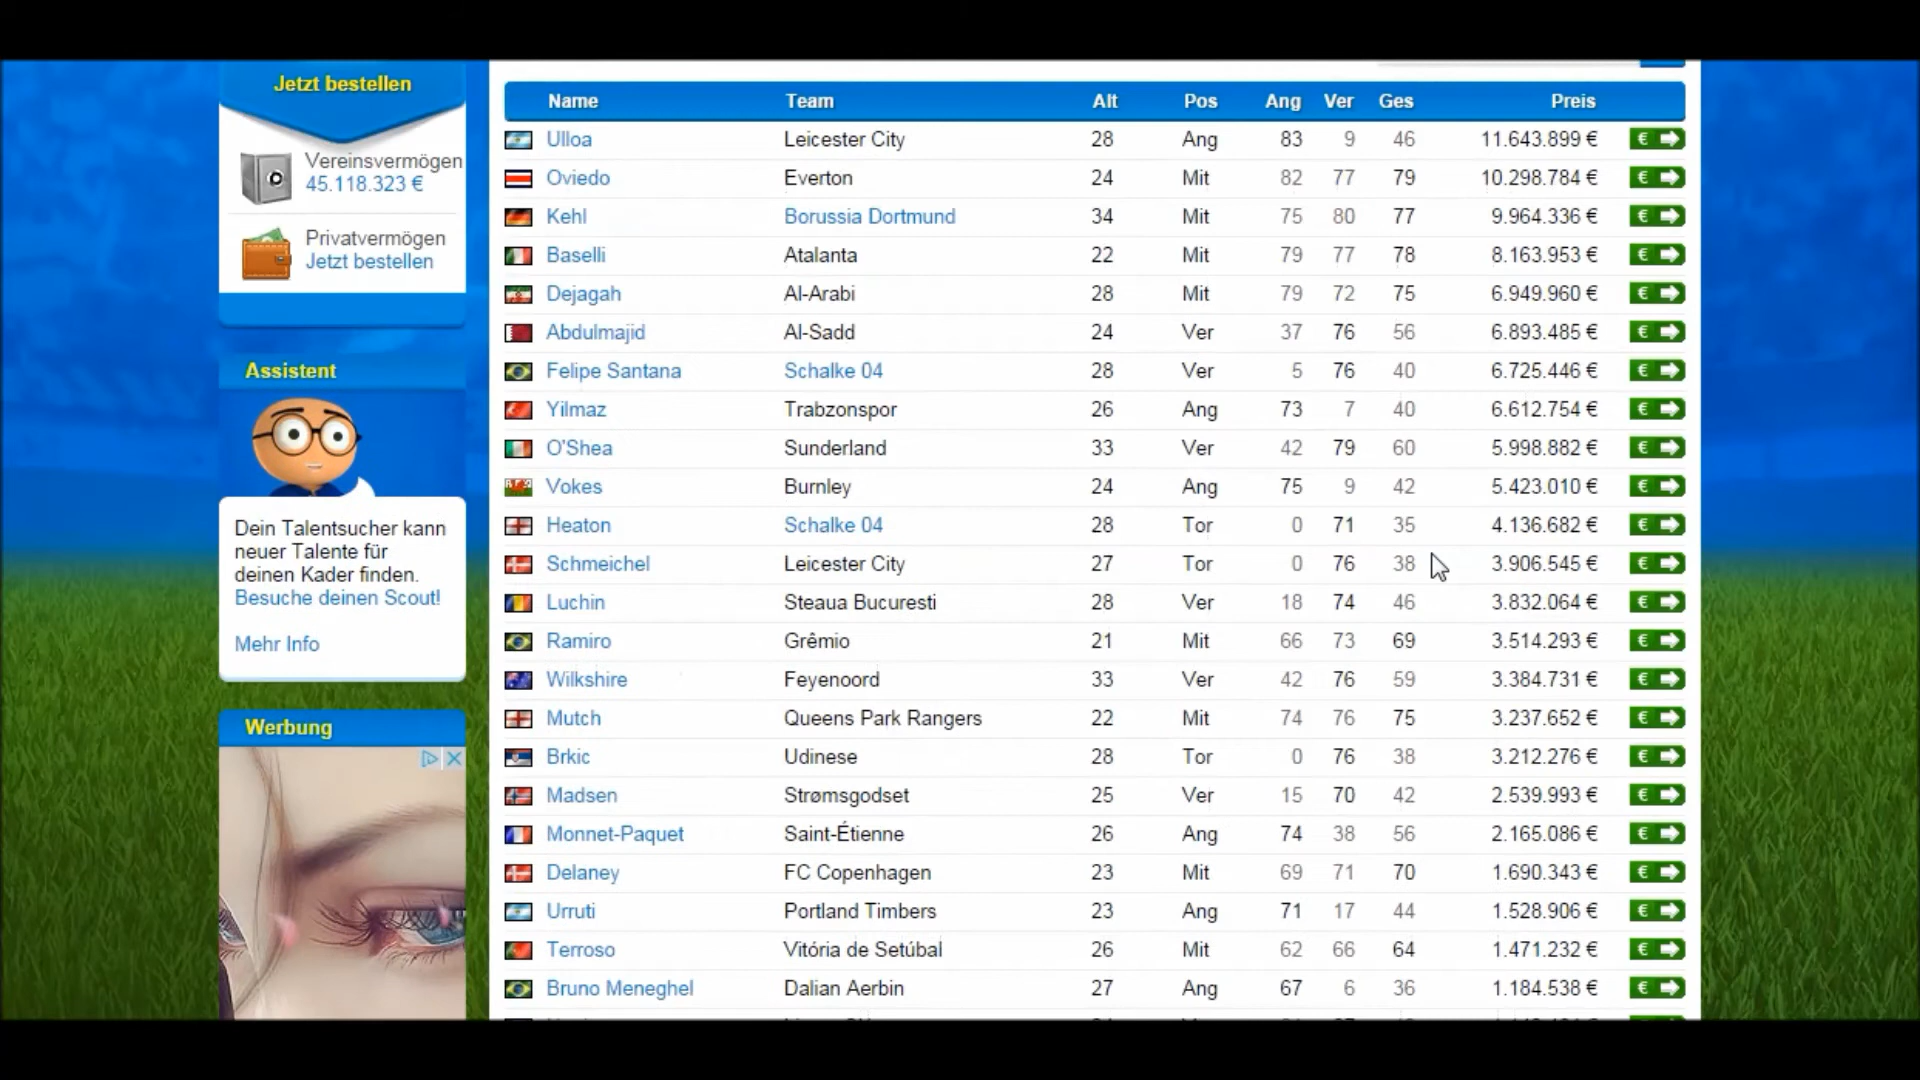 Jetzt bestellen
Vereinsvermögen
45.118.323 €
Privatvermögen
Jetzt bestellen
Assistent
Dein Talentsucher kann
neuer Talente für
deinen Kader finden.
Besuche deinen Scout!
Mehr Info
Werbung
Name Team Alt Pos Ang Ver Ges Preis
Ulloa Leicester City 28 Ang 83 9 46 11.643.899 € €
Oviedo Everton 24 Mit 82 77 79 10.298.784 € €
Kehl Borussia Dortmund 34 Mit 75 80 77 9.964.336 € €
Baselli Atalanta 22 Mit 79 77 78 8.163.953 € €
Dejagah Al-Arabi 28 Mit 79 72 75 6.949.960 € €
Abdulmajid Al-Sadd 24 Ver 37 76 56 6.893.485 € €
Felipe Santana Schalke 04 28 Ver 5 76 40 6.725.446 € €
Yilmaz Trabzonspor 26 Ang 73 7 40 6.612.754 € €
O'Shea Sunderland 33 Ver 42 79 60 5.998.882 € €
Vokes Burnley 24 Ang 75 9 42 5.423.010 € €
Heaton Schalke 04 28 Tor 0 71 35 4.136.682 € €
Schmeichel Leicester City 27 Tor 0 76 38 3.906.545 € €
Luchin Steaua Bucuresti 28 Ver 18 74 46 3.832.064 € €
Ramiro Grêmio 21 Mit 66 73 69 3.514.293 € €
Wilkshire Feyenoord 33 Ver 42 76 59 3.384.731 € €
Mutch Queens Park Rangers 22 Mit 74 76 75 3.237.652 € €
Brkic Udinese 28 Tor 0 76 38 3.212.276 € €
Madsen Strømsgodset 25 Ver 15 70 42 2.539.993 € €
Monnet-Paquet Saint-Étienne 26 Ang 74 38 56 2.165.086 € €
Delaney FC Copenhagen 23 Mit 69 71 70 1.690.343 € €
Urruti Portland Timbers 23 Ang 71 17 44 1.528.906 € €
Terroso Vitória de Setúbal 26 Mit 62 66 64 1.471.232 € €
Bruno Meneghel Dalian Aerbin 27 Ang 67 6 36 1.184.538 € €